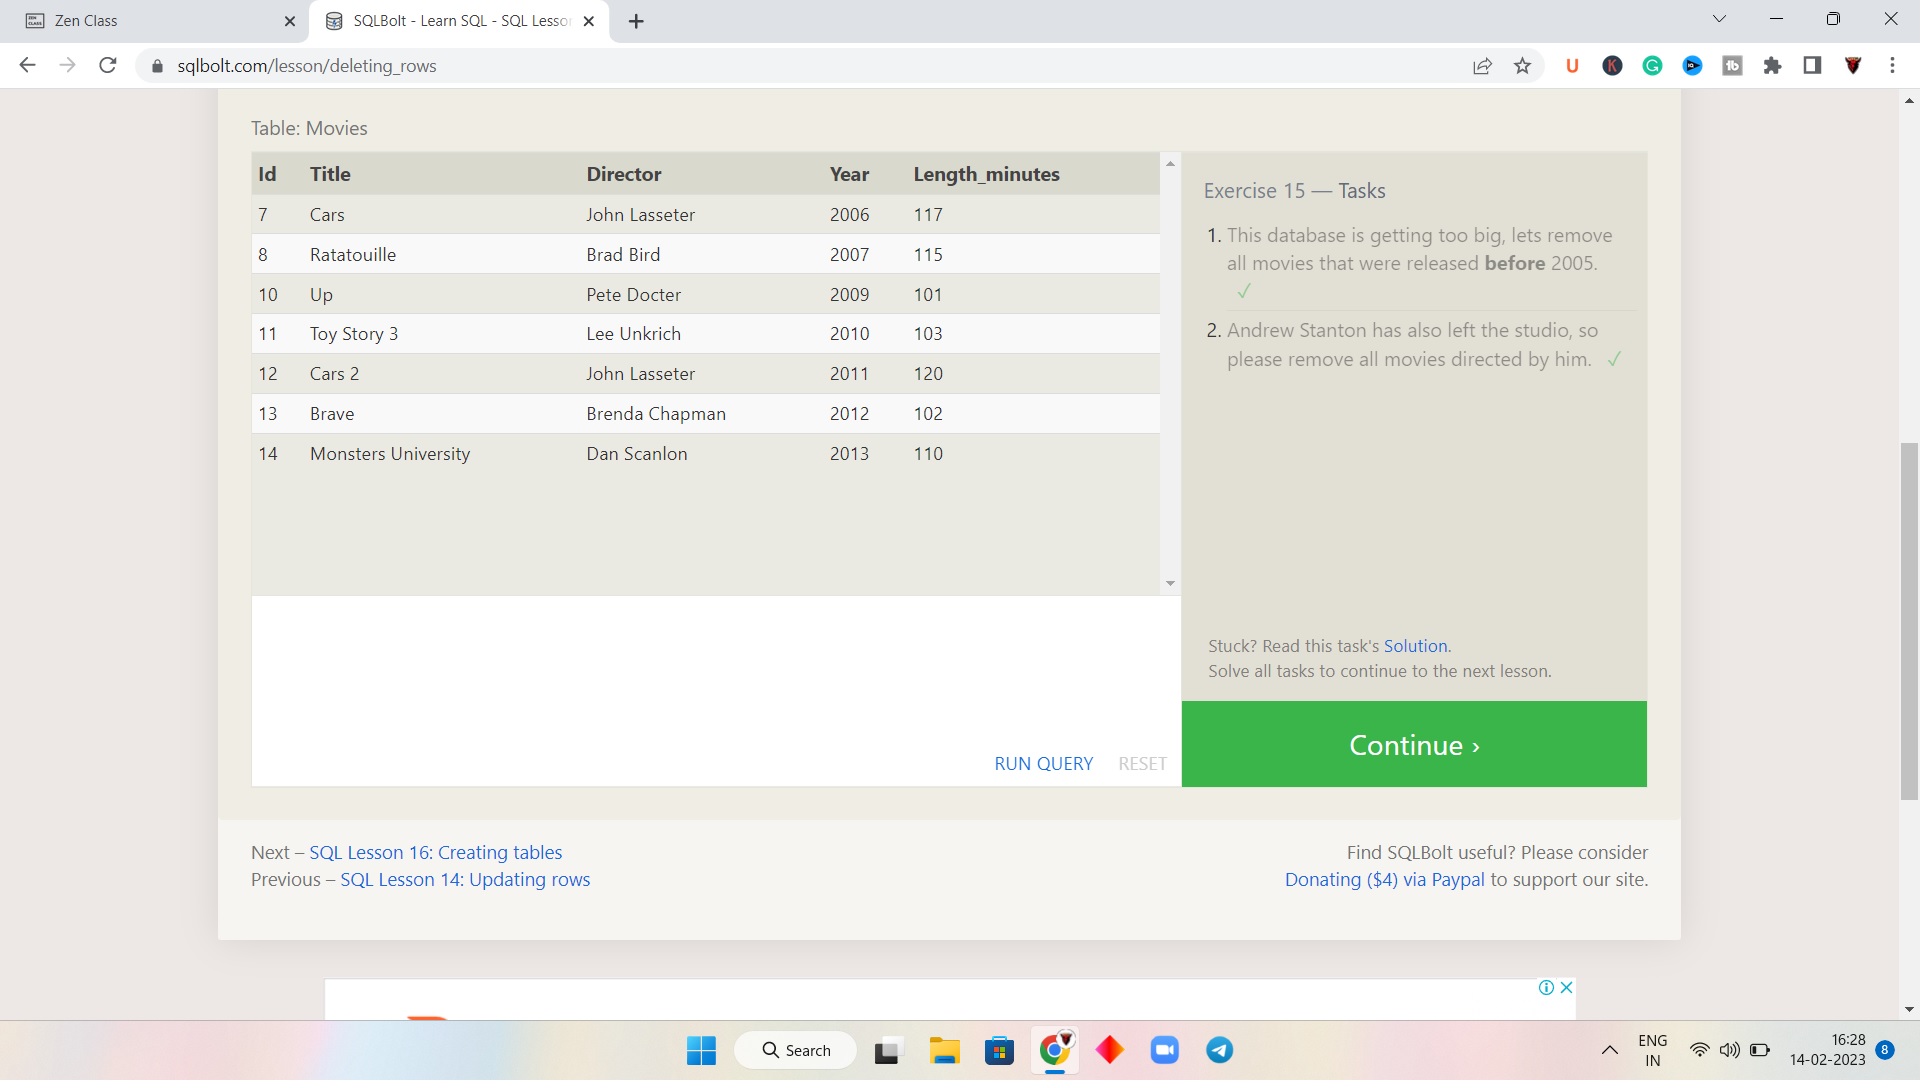 Zen Class
SQLBolt - Learn SQL - SQL Lesso
sqlbolt.com/lesson/deleting_rows
Table: Movies
Id Title Director Year Length_minutes
7 Cars John Lasseter 2006 117
8 Ratatouille Brad Bird 2007 115
10 Up Pete Docter 2009 101
11 Toy Story 3 Lee Unkrich 2010 103
12 Cars 2 John Lasseter 2011 120
13 Brave Brenda Chapman 2012 102
14 Monsters University Dan Scanlon 2013 110
Exercise 15 — Tasks
1. This database is getting too big, lets remove
all movies that were released before 2005.
✓
2. Andrew Stanton has also left the studio, so
please remove all movies directed by him. ✓
Stuck? Read this task's Solution.
Solve all tasks to continue to the next lesson.
RUN QUERY RESET
Continue ›
Next – SQL Lesson 16: Creating tables
Previous – SQL Lesson 14: Updating rows
Find SQLBolt useful? Please consider
Donating ($4) via Paypal to support our site.
Search
ENG
IN
16:28
14-02-2023
8